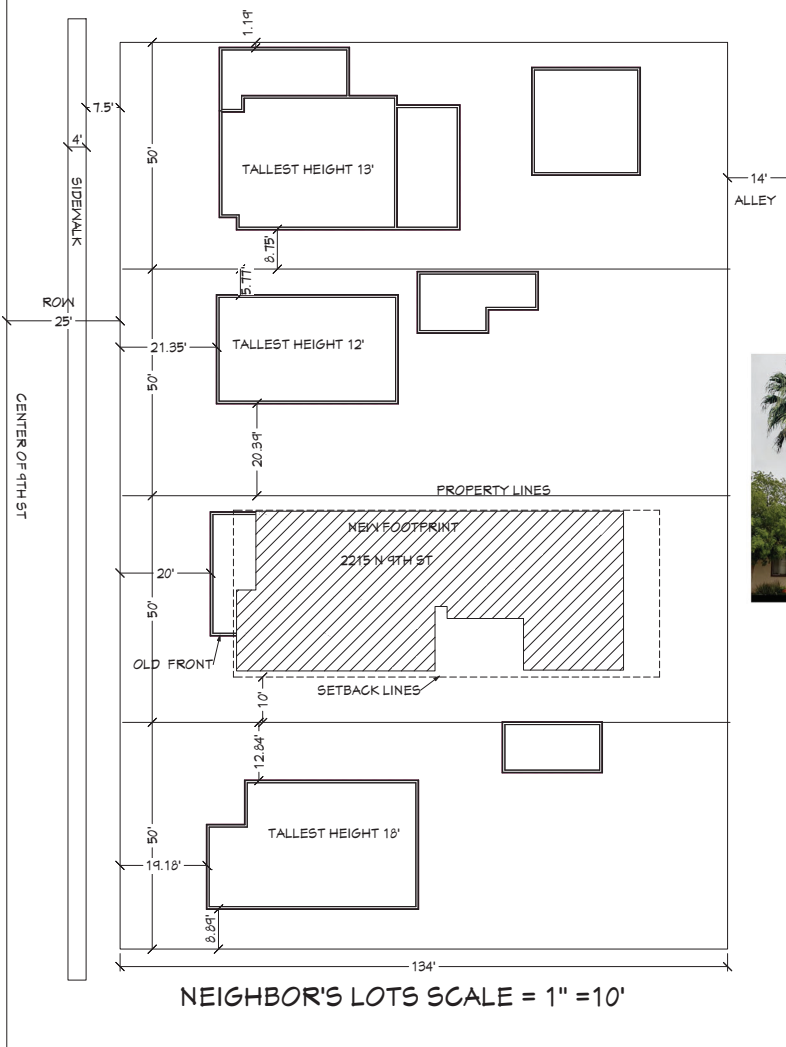 1.19'
7.5'
4'
50'
TALLEST HEIGHT 13'
14'
ALLEY
SIDEWALK
8.75'
5.77'
ROW
25'
21.35'
TALLEST HEIGHT 12'
50'
CENTER OF 9TH ST
20.39'
PROPERTY LINES
NEW FOOTPRINT
2215 N 9TH ST
20'
50'
OLD FRONT
SETBACK LINES
10'
12.84'
TALLEST HEIGHT 18'
50'
19.18'
8.89'
134'
NEIGHBOR'S LOTS SCALE = 1" =10'